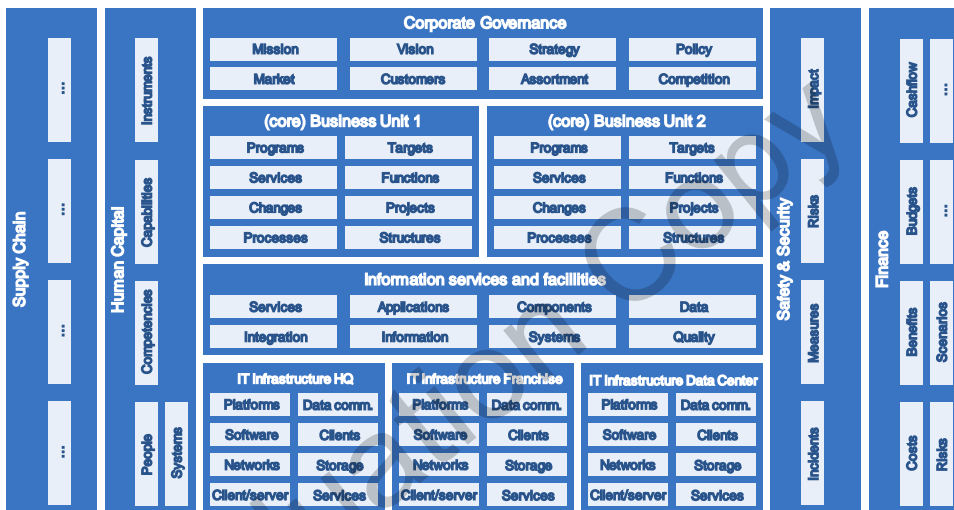 Supply Chain
...
...
...
...
Human Capital
Instruments
Capabilities
Competencies
People
Systems
Corporate Governance
Mission Vision Strategy Policy
Market Customers Assortment Competition
(core) Business Unit 1
Programs Targets
Services Functions
Changes Projects
Processes Structures
(core) Business Unit 2
Programs Targets
Services Functions
Changes Projects
Processes Structures
Information services and facillities
Services Applications Components Data
Integration Information Systems Quality
IT infrastructure HQ
Platforms Data comm.
Software Clients
Networks Storage
Client/server Services
IT infrastructure Franchise
Platforms Data comm.
Software Clients
Networks Storage
Client/server Services
IT infrastructure Data Center
Platforms Data comm.
Software Clients
Networks Storage
Client/server Services
Safety & Security
Impact
Risks
Measures
Incidents
Finance
Cashflow
...
Budgets
...
Benefits
Scenarios
Costs
Risks
uation Copy